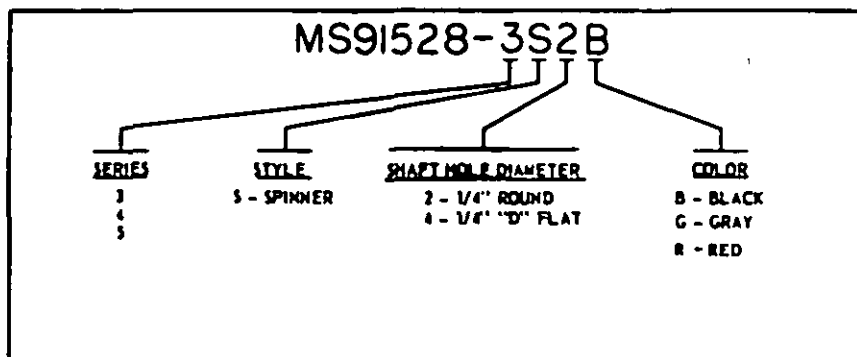 MS91528-3S2B
SERIES STYLE SHAFT HOLE DIAMETER COLOR
3 S - SPINNER 2 - 1/4" ROUND B - BLACK
4 4 - 1/4" "D" FLAT G - GRAY
5 R - RED